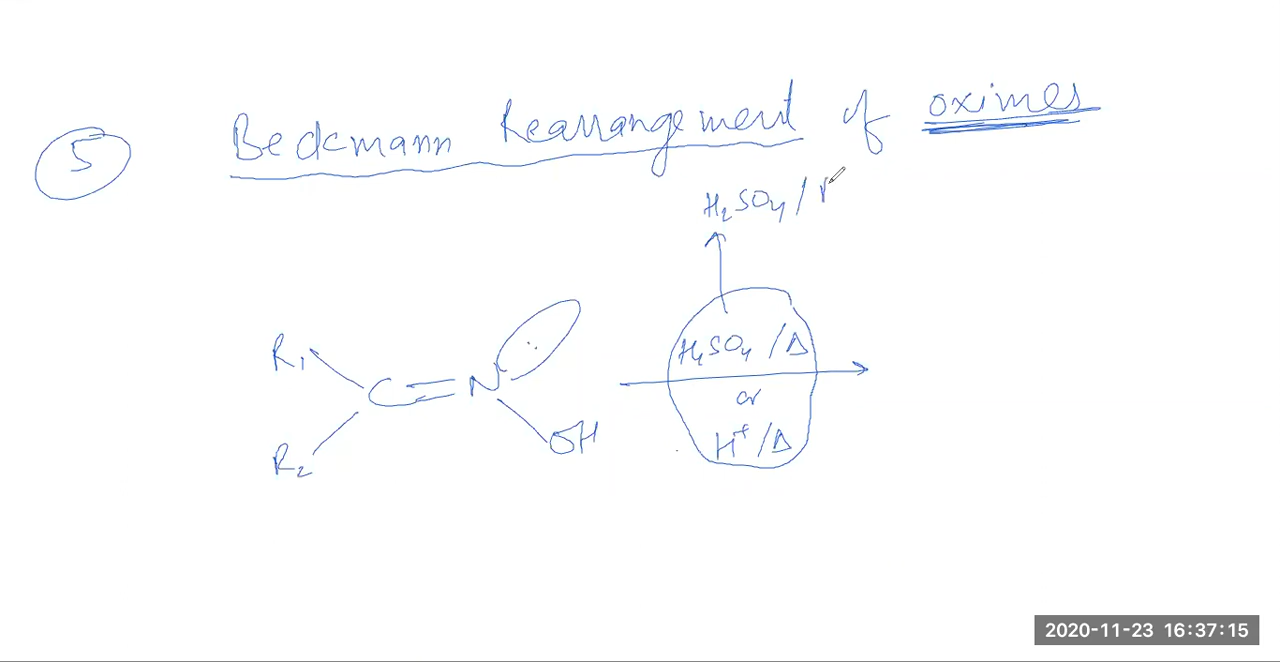 5 Beckmann Rearrangement of oximes
H₂SO₄ /
R₁
H₂SO₄ / Δ
C = N
or
OH
H⁺ / Δ
R₂
2020-11-23 16:37:15